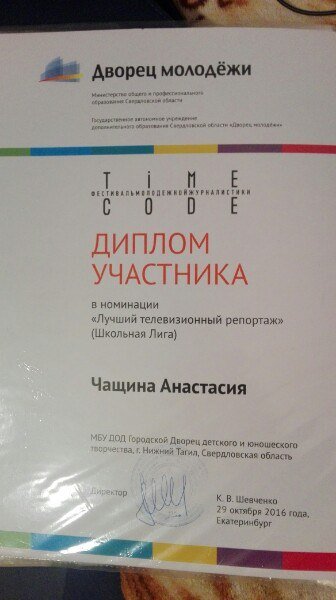 Дворец молодёжи
Министерство общего и профессионального
образования Свердловской области
Государственное автономное учреждение
дополнительного образования Свердловской области «Дворец молодёжи»
TiME
ФЕСТИВАЛЬМОЛОДЕЖНОЙЖУРНАЛИСТИКИ
CODE
ДИПЛОМ
УЧАСТНИКА
в номинации
«Лучший телевизионный репортаж»
(Школьная Лига)
Чащина Анастасия
МБУ ДОД Городской Дворец детского и юношеского
творчества, г. Нижний Тагил, Свердловская область
Директор
К. В. Шевченко
29 октября 2016 года,
Екатеринбург